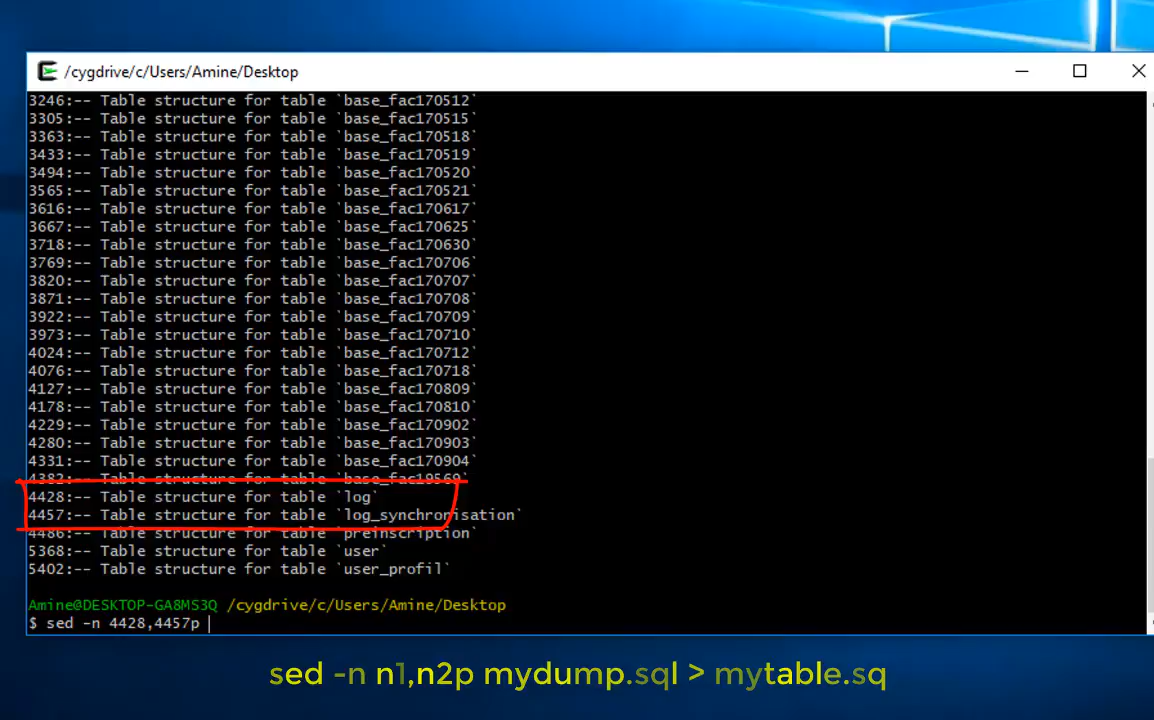 /cygdrive/c/Users/Amine/Desktop
3246:-- Table structure for table `base_fac170512`
3305:-- Table structure for table `base_fac170515`
3363:-- Table structure for table `base_fac170518`
3433:-- Table structure for table `base_fac170519`
3494:-- Table structure for table `base_fac170520`
3565:-- Table structure for table `base_fac170521`
3616:-- Table structure for table `base_fac170617`
3667:-- Table structure for table `base_fac170625`
3718:-- Table structure for table `base_fac170630`
3769:-- Table structure for table `base_fac170706`
3820:-- Table structure for table `base_fac170707`
3871:-- Table structure for table `base_fac170708`
3922:-- Table structure for table `base_fac170709`
3973:-- Table structure for table `base_fac170710`
4024:-- Table structure for table `base_fac170712`
4076:-- Table structure for table `base_fac170718`
4127:-- Table structure for table `base_fac170809`
4178:-- Table structure for table `base_fac170810`
4229:-- Table structure for table `base_fac170902`
4280:-- Table structure for table `base_fac170903`
4331:-- Table structure for table `base_fac170904`
4382:-- Table structure for table `base_fac19569`
4428:-- Table structure for table `log`
4457:-- Table structure for table `log_synchronisation`
4486:-- Table structure for table `preinscription`
5368:-- Table structure for table `user`
5402:-- Table structure for table `user_profil`
Amine@DESKTOP-GA8MS3Q /cygdrive/c/Users/Amine/Desktop
$ sed -n 4428,4457p
sed -n n1,n2p mydump.sql > mytable.sq